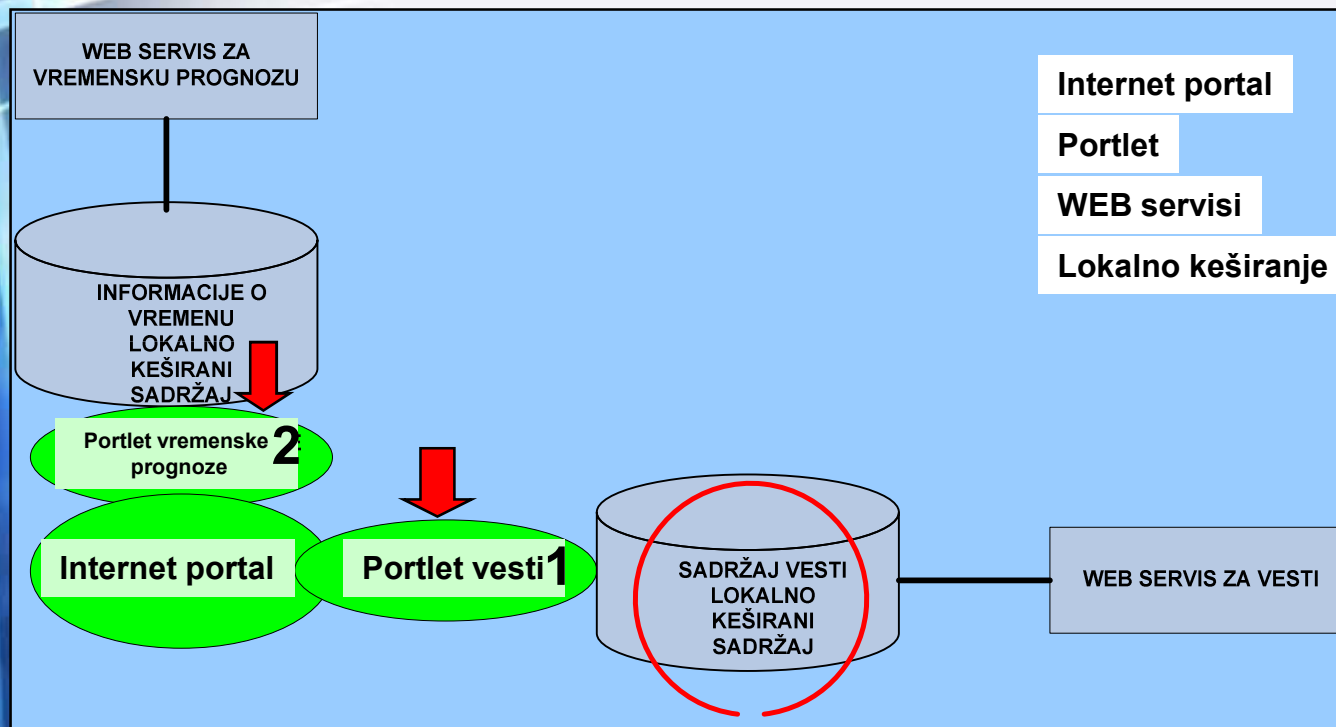 WEB SERVIS ZA
VREMENSKU PROGNOZU
Internet portal
Portlet
WEB servisi
Lokalno keširanje
INFORMACIJE O
VREMENU
LOKALNO
KEŠIRANI
SADRŽAJ
Portlet vremenske
prognoze
2
Internet portal
Portlet vesti
1
SADRŽAJ VESTI
LOKALNO
KEŠIRANI
SADRŽAJ
WEB SERVIS ZA VESTI